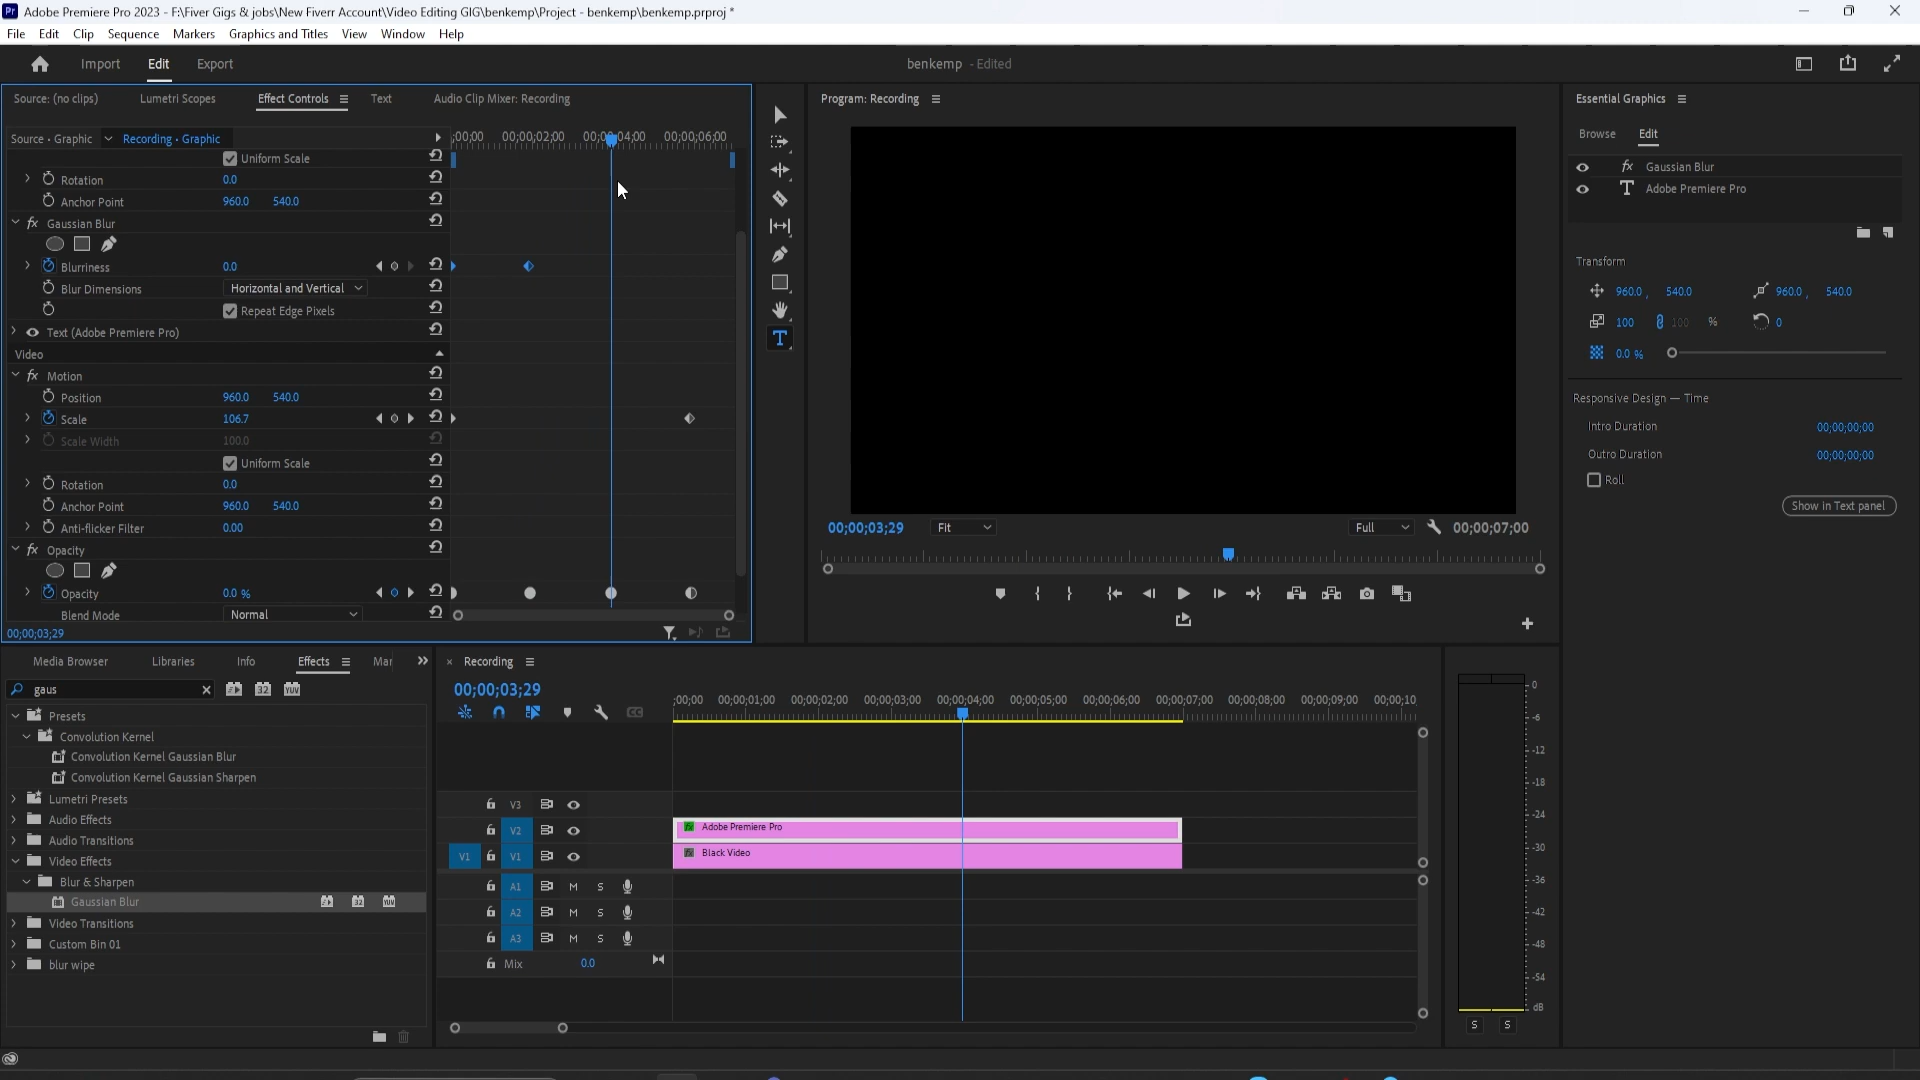 Pr Adobe Premiere Pro 2023 - F:\Fiver Gigs & jobs\New Fiverr Account\Video Editing GIG\benkemp\Project - benkemp\benkemp.prproj *
File Edit Clip Sequence Markers Graphics and Titles View Window Help
Import Edit Export benkemp - Edited
Source: (no clips) Lumetri Scopes Effect Controls Text Audio Clip Mixer: Recording
Source • Graphic Recording • Graphic
;00;00 00;00;02;00 00;00;04;00 00;00;06;00
Uniform Scale
Rotation 0.0
Anchor Point 960.0 540.0
fx Gaussian Blur
Blurriness 0.0
Blur Dimensions Horizontal and Vertical
Repeat Edge Pixels
Text (Adobe Premiere Pro)
Video
fx Motion
Position 960.0 540.0
Scale 106.7
Scale Width 100.0
Uniform Scale
Rotation 0.0
Anchor Point 960.0 540.0
Anti-flicker Filter 0.00
fx Opacity
Opacity 0.0 %
Blend Mode Normal
00;00;03;29
T
Program: Recording
00;00;03;29 Fit Full 00;00;07;00
Essential Graphics
Browse Edit
fx Gaussian Blur
T Adobe Premiere Pro
Transform
960.0 , 540.0 960.0 , 540.0
100 100 % 0
0.0 %
Responsive Design — Time
Intro Duration 00;00;00;00
Outro Duration 00;00;00;00
Roll
Show in Text panel
Media Browser Libraries Info Effects Mar
gaus 32 YUV
Presets
Convolution Kernel
Convolution Kernel Gaussian Blur
Convolution Kernel Gaussian Sharpen
Lumetri Presets
Audio Effects
Audio Transitions
Video Effects
Blur & Sharpen
Gaussian Blur 32 YUV
Video Transitions
Custom Bin 01
blur wipe
× Recording
00;00;03;29
CC
;00;00 00;00;01;00 00;00;02;00 00;00;03;00 00;00;04;00 00;00;05;00 00;00;06;00 00;00;07;00 00;00;08;00 00;00;09;00 00;00;10
V3
V2 fx Adobe Premiere Pro
V1 V1 fx Black Video
A1 M S
A2 M S
A3 M S
Mix 0.0
0
-6
-12
-18
-24
-30
-36
-42
-48
-54
dB
S S